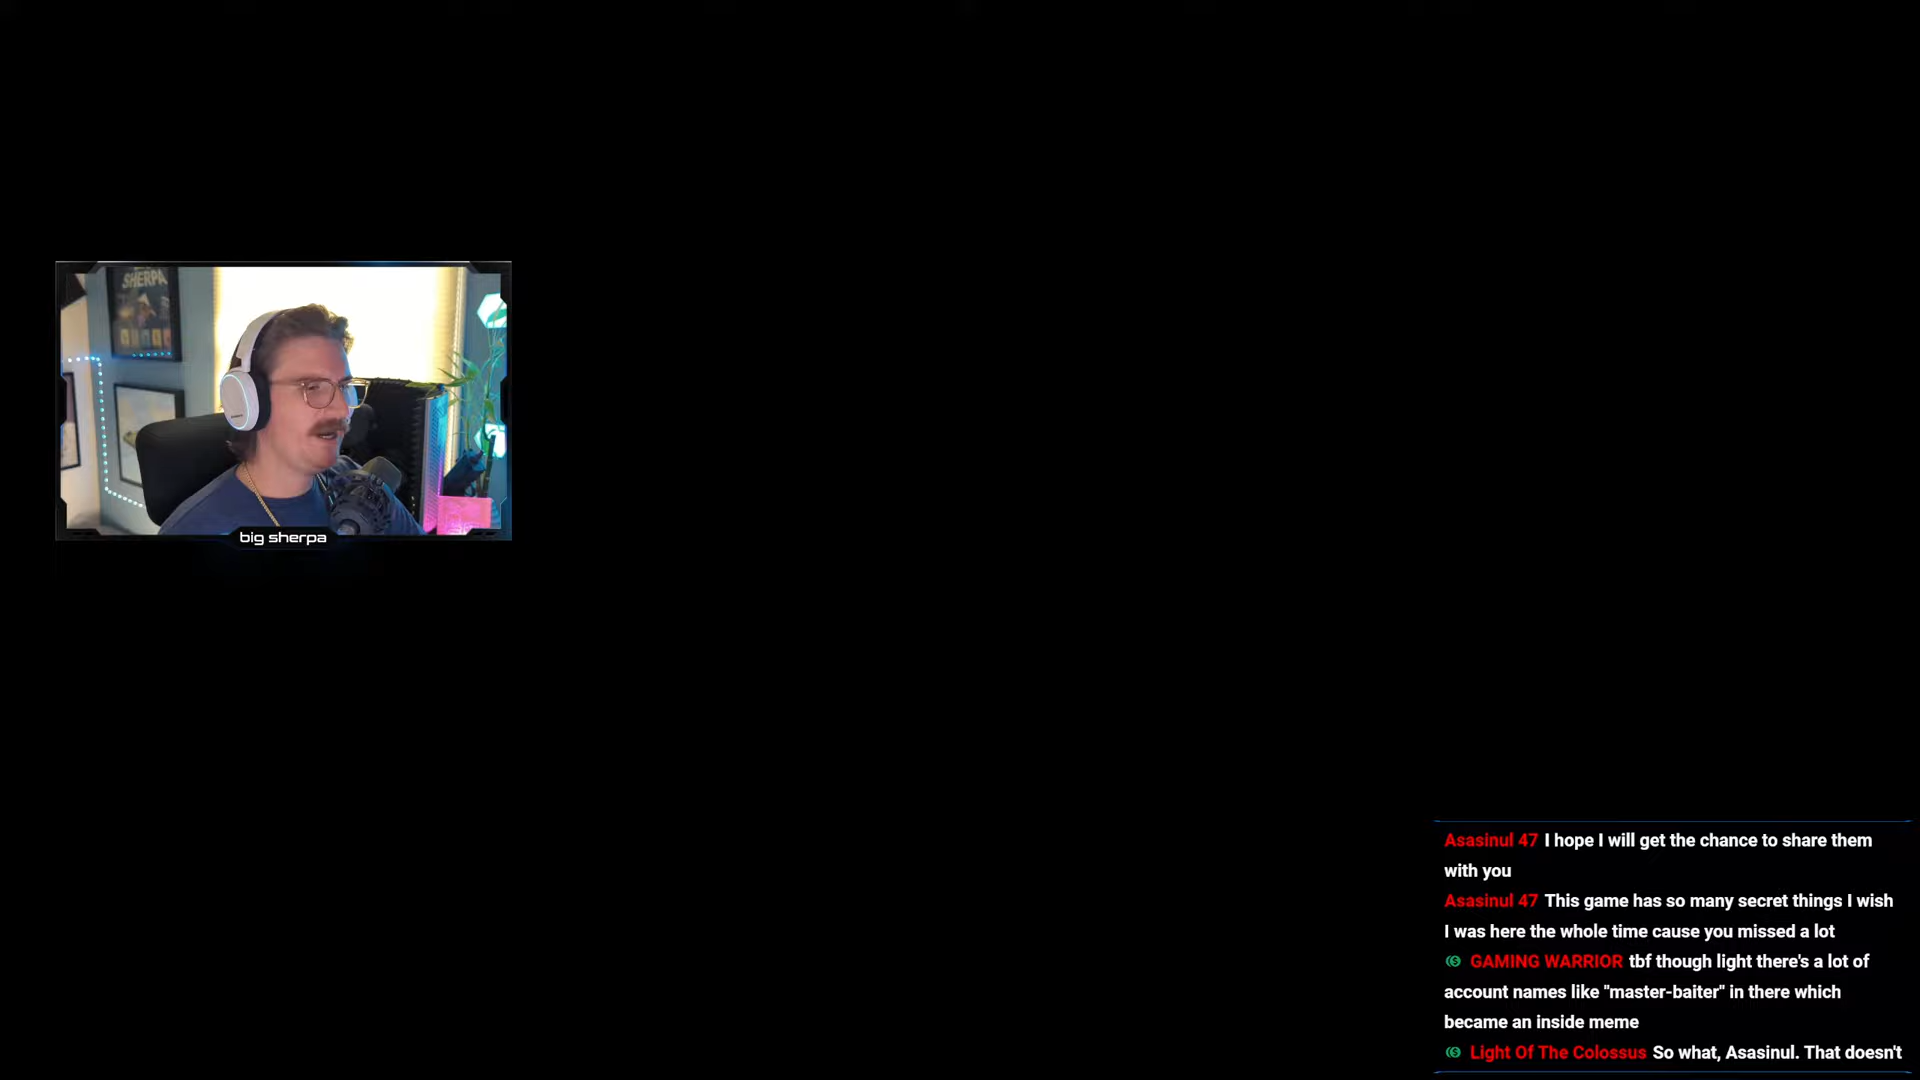 SHERPA
big sherpa
Asasinul 47 I hope I will get the chance to share them
with you
Asasinul 47 This game has so many secret things I wish
I was here the whole time cause you missed a lot
GAMING WARRIOR tbf though light there's a lot of
account names like "master-baiter" in there which
became an inside meme
Light Of The Colossus So what, Asasinul. That doesn't